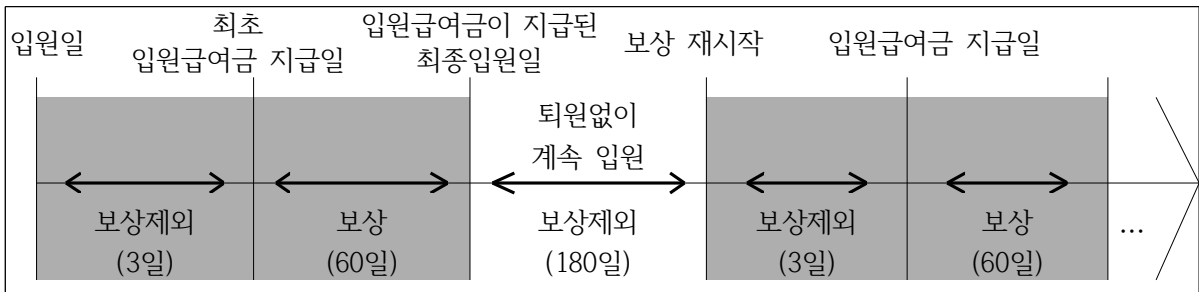 입원일
최초
입원급여금 지급일
입원급여금이 지급된
최종입원일
보상 재시작
입원급여금 지급일
퇴원없이
계속 입원
보상제외
(3일)
보상
(60일)
보상제외
(180일)
보상제외
(3일)
보상
(60일)
...